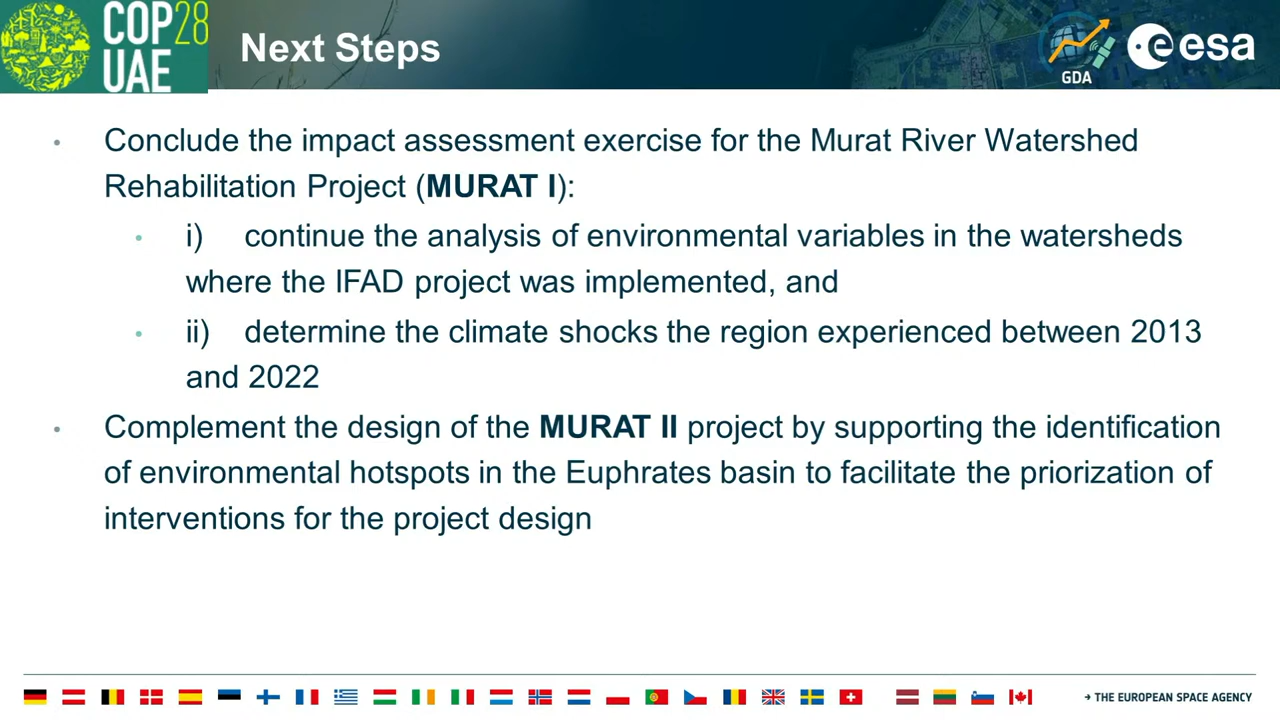 COP28
UAE
Next Steps
GDA
esa
• Conclude the impact assessment exercise for the Murat River Watershed
Rehabilitation Project (MURAT I):
• i) continue the analysis of environmental variables in the watersheds
where the IFAD project was implemented, and
• ii) determine the climate shocks the region experienced between 2013
and 2022
• Complement the design of the MURAT II project by supporting the identification
of environmental hotspots in the Euphrates basin to facilitate the priorization of
interventions for the project design
→ THE EUROPEAN SPACE AGENCY